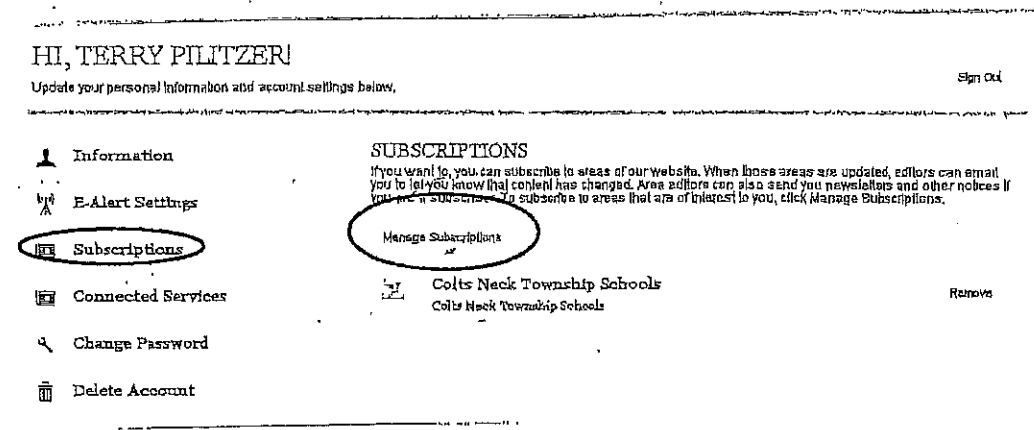 HI, TERRY PILITZER!
Update your personal information and account settings below.
Sign Out
Information
E-Alert Settings
Subscriptions
Connected Services
Change Password
Delete Account
SUBSCRIPTIONS
If you want to, you can subscribe to areas of our website. When those areas are updated, editors can email
you to let you know that content has changed. Area editors can also send you newsletters and other notices if
you are a subscriber. To subscribe to areas that are of interest to you, click Manage Subscriptions.
Manage Subscriptions
Colts Neck Township Schools
Colts Neck Township Schools
Remove